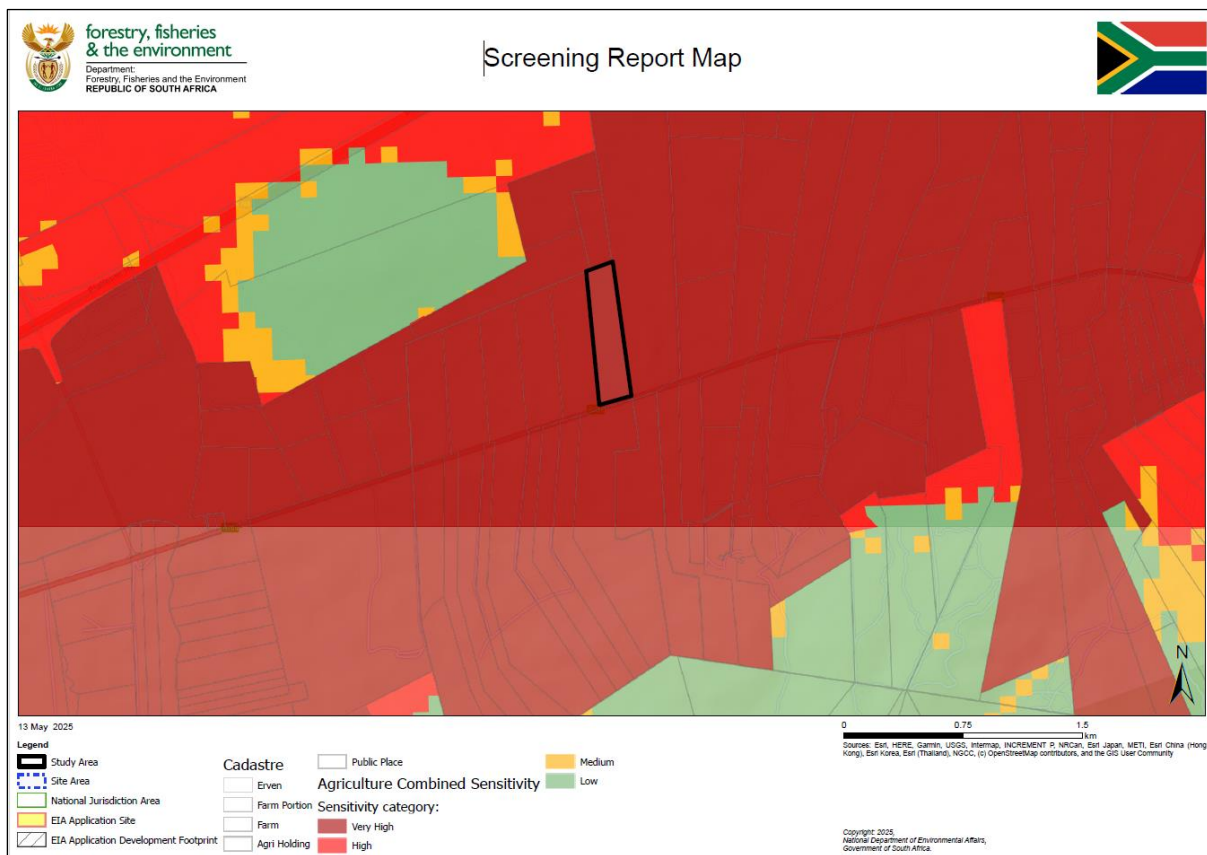 forestry, fisheries
& the environment
Department:
Forestry, Fisheries and the Environment
REPUBLIC OF SOUTH AFRICA
Screening Report Map
N
13 May 2025
0 0.75 1.5
km
Sources: Esri, HERE, Garmin, USGS, Intermap, INCREMENT P, NRCan, Esri Japan, METI, Esri China (Hong
Kong), Esri Korea, Esri (Thailand), NGCC, (c) OpenStreetMap contributors, and the GIS User Community
Legend
Study Area
Site Area
National Jurisdiction Area
EIA Application Site
EIA Application Development Footprint
Cadastre
Erven
Farm Portion
Farm
Agri Holding
Public Place
Agriculture Combined Sensitivity
Sensitivity category:
Very High
High
Medium
Low
Copyright: 2025,
National Department of Environmental Affairs,
Government of South Africa.